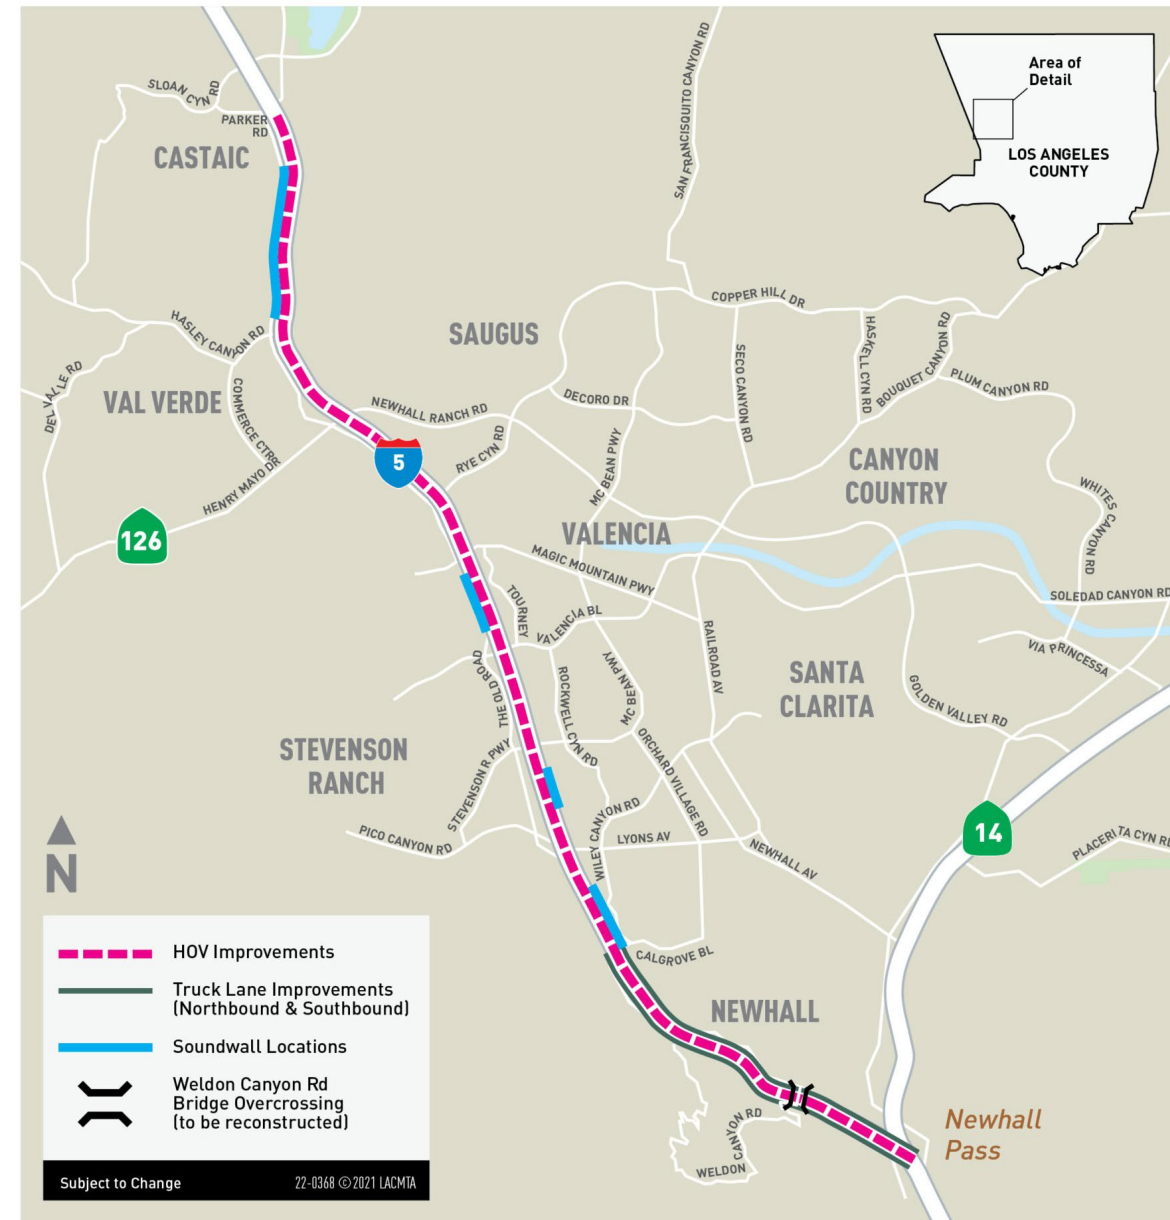 SLOAN CYN RD
PARKER
RD
CASTAIC
SAN FRANCISQUITO CANYON RD
Area of
Detail
LOS ANGELES
COUNTY
COPPER HILL DR
HASLEY CANYON RD
SAUGUS
SECO CANYON RD
HASKELL CYN RD
BOUQUET CANYON RD
PLUM CANYON RD
DEL VALLE RD
VAL VERDE
COMMERCE CTR
NEWHALL RANCH RD
DECORO DR
HENRY MAYO DR
5
RYE CYN RD
MC BEAN PWY
CANYON
COUNTRY
WHITES CANYON RD
126
VALENCIA
MAGIC MOUNTAIN PWY
TOURNEY
VALENCIA BL
SOLEDAD CANYON RD
RAILROAD AV
VIA PRINCESSA
THE OLD ROAD
ROCKWELL CYN RD
MC BEAN PWY
SANTA
CLARITA
GOLDEN VALLEY RD
STEVENSON
RANCH
STEVENSON R PWY
ORCHARD VILLAGE RD
PICO CANYON RD
WILEY CANYON RD
LYONS AV
NEWHALL AV
14
PLACERITA CYN RD
N
CALGROVE BL
NEWHALL
WELDON CANYON RD
Newhall
Pass
HOV Improvements
Truck Lane Improvements
(Northbound & Southbound)
Soundwall Locations
Weldon Canyon Rd
Bridge Overcrossing
(to be reconstructed)
Subject to Change
22-0368 ©2021 LACMTA